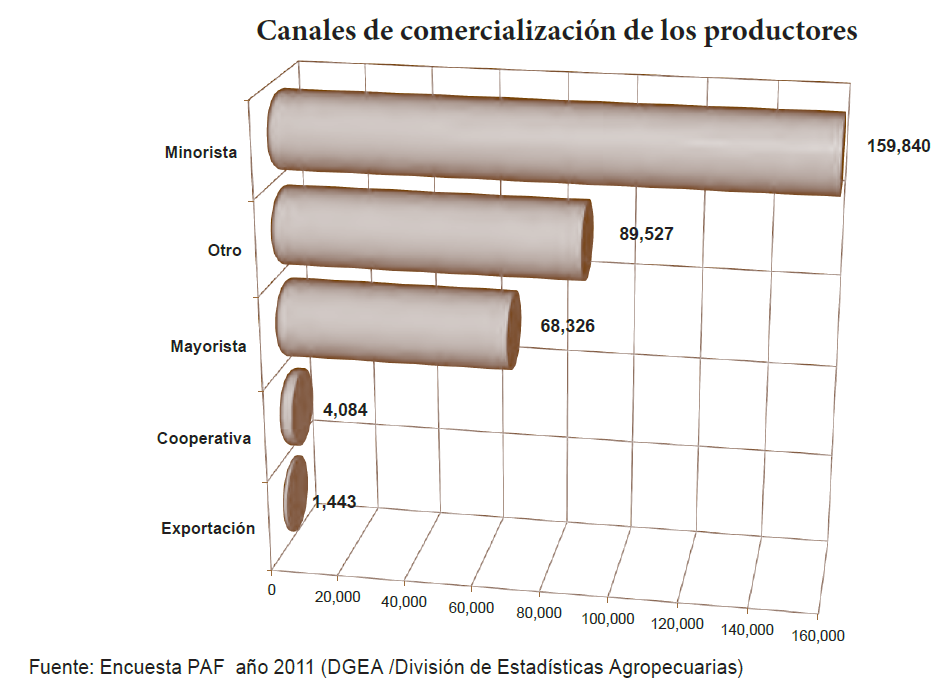 Canales de comercialización de los productores
Minorista
159,840
Otro
89,527
Mayorista
68,326
Cooperativa
4,084
Exportación
1,443
0
20,000
40,000
60,000
80,000
100,000
120,000
140,000
160,000
Fuente: Encuesta PAF año 2011 (DGEA /División de Estadísticas Agropecuarias)